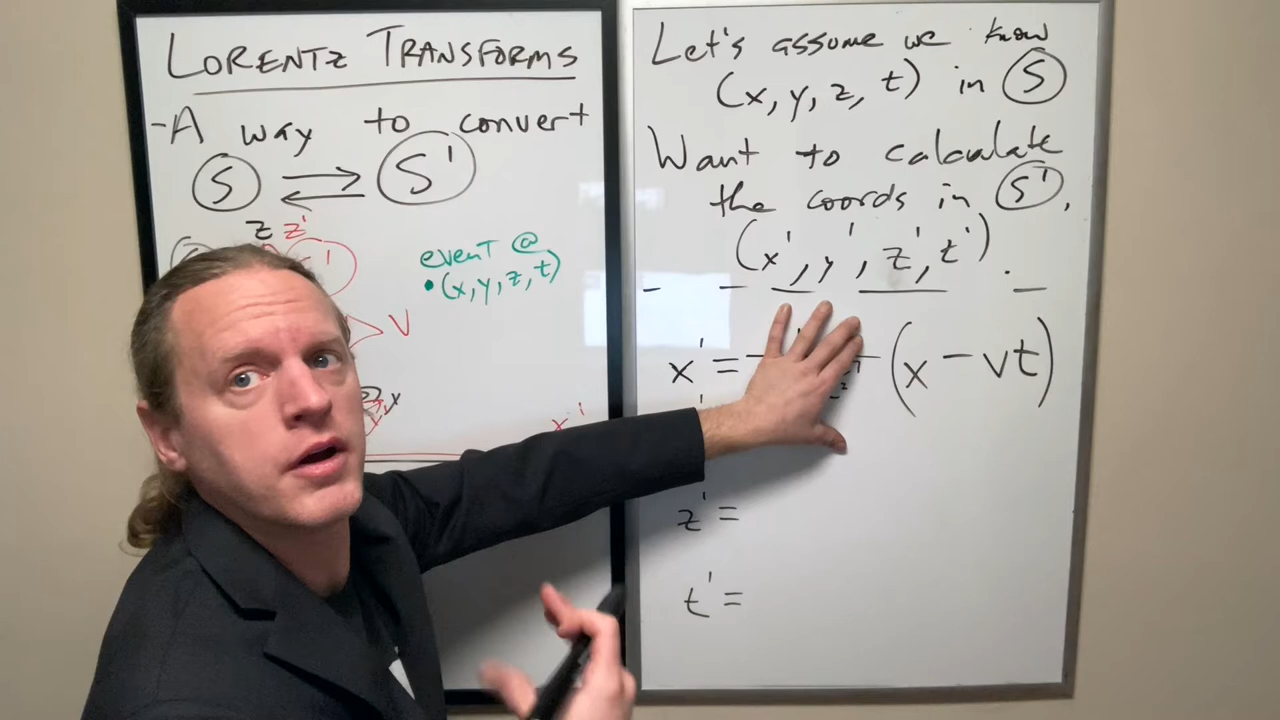 LORENTZ TRANSFORMS
-A way to convert
S ⇄ S'
z z'
event @
• (x, y, z, t)
V
x
x'
Let's assume we know
(x, y, z, t) in S
Want to calculate
the coords in S'.
(x', y', z', t').
x' = (x - vt)
z' =
t' =